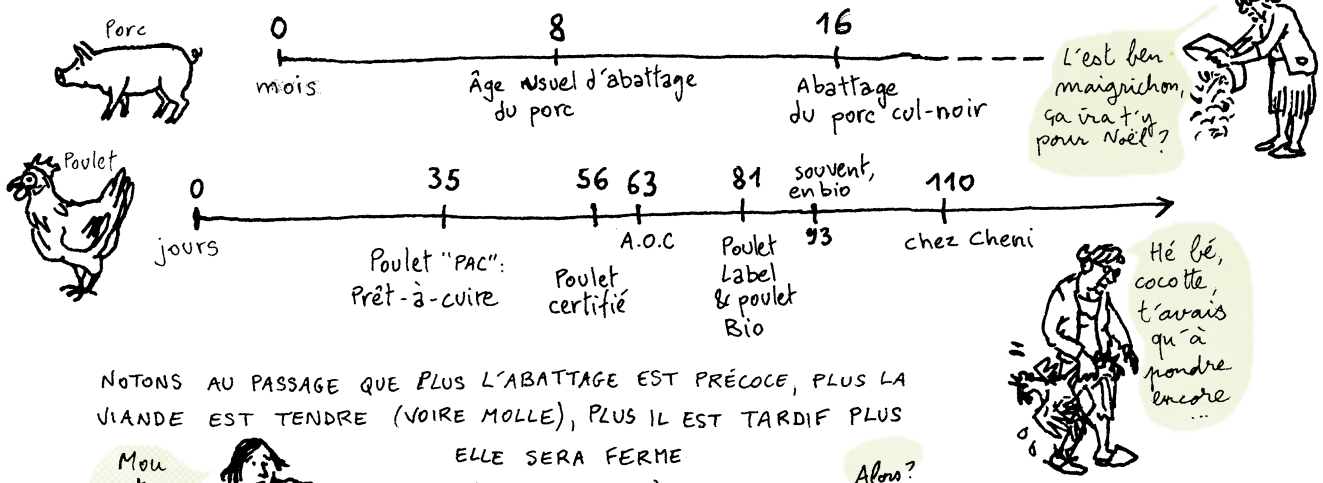 Porc
0
8
16
mois
Âge usuel d'abattage
du porc
Abattage
du porc cul-noir
L'est ben
maigrichon,
ça ira t'y
pour Noël?
Poulet
0
35
56
63
81
souvent,
en bio
110
jours
Poulet "PAC":
Prêt-à-cuire
Poulet
certifié
A.O.C
Poulet
Label
& poulet
Bio
93
chez Cheni
Hé bé,
cocotte,
t'avais
qu'à
pondre
encore
...
NOTONS AU PASSAGE QUE PLUS L'ABATTAGE EST PRÉCOCE, PLUS LA
VIANDE EST TENDRE (VOIRE MOLLE), PLUS IL EST TARDIF PLUS
ELLE SERA FERME
Mou
Alors?